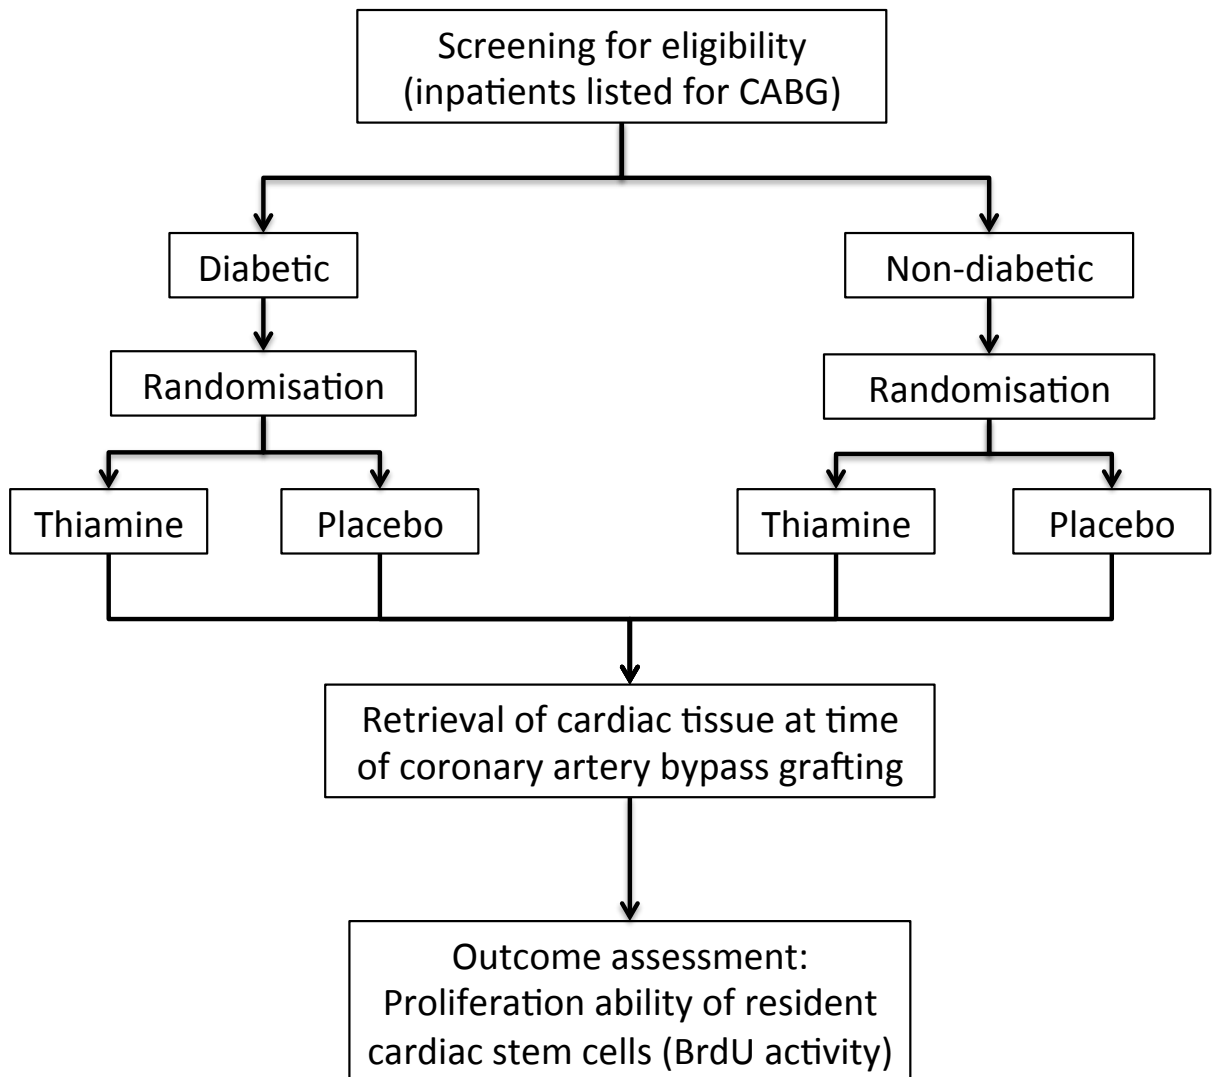 Screening for eligibility
(inpatients listed for CABG)
Diabetic
Non-diabetic
Randomisation
Randomisation
Thiamine
Placebo
Thiamine
Placebo
Retrieval of cardiac tissue at time
of coronary artery bypass grafting
Outcome assessment:
Proliferation ability of resident
cardiac stem cells (BrdU activity)